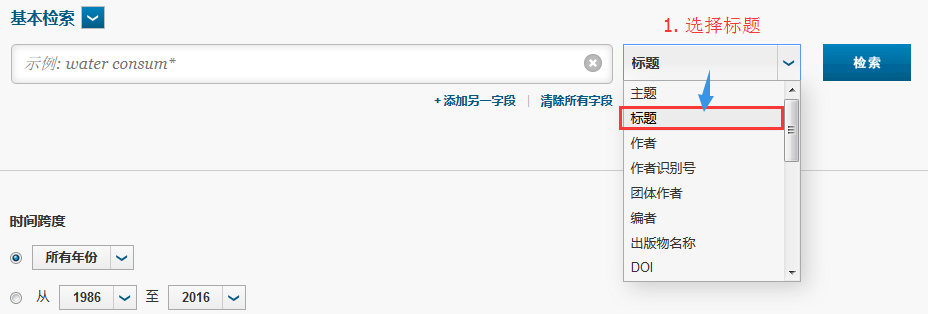 基本检索
1. 选择标题
示例: water consum*
标题
检索
+ 添加另一字段 | 清除所有字段
主题
标题
作者
作者识别号
团体作者
编者
出版物名称
DOI
时间跨度
所有年份
从 1986 至 2016